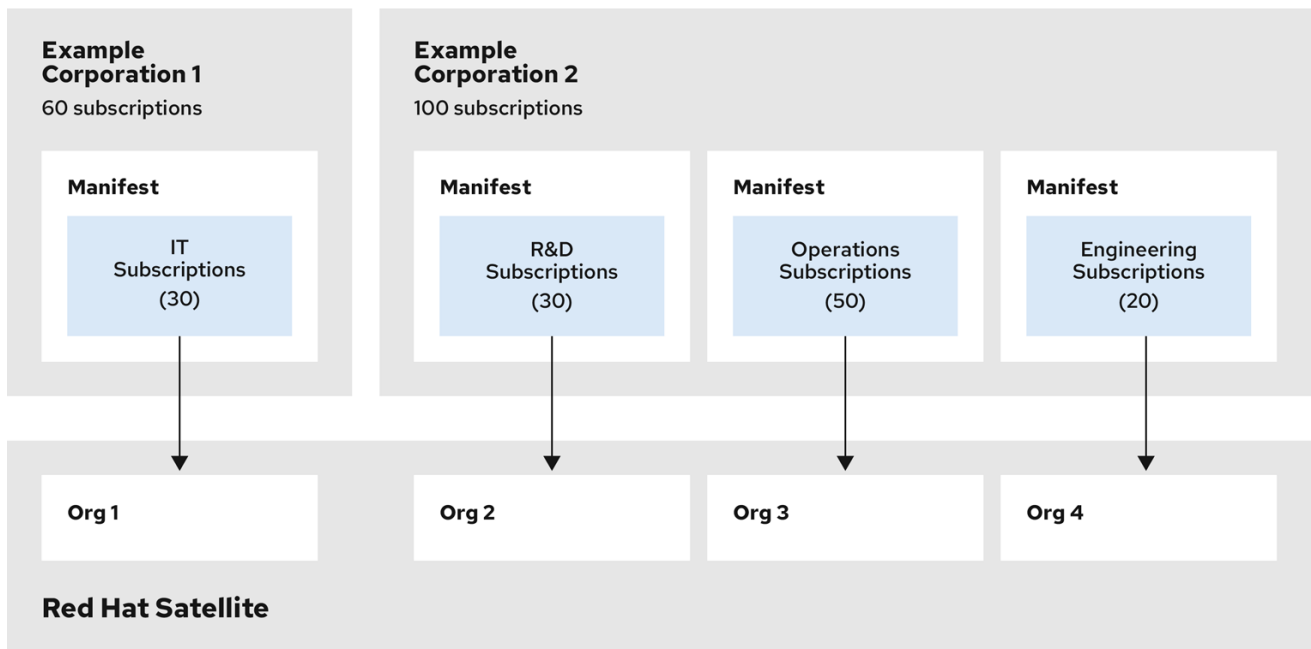 Example
Corporation 1
60 subscriptions
Manifest
IT
Subscriptions
(30)
Example
Corporation 2
100 subscriptions
Manifest
R&D
Subscriptions
(30)
Manifest
Operations
Subscriptions
(50)
Manifest
Engineering
Subscriptions
(20)
Org 1
Org 2
Org 3
Org 4
Red Hat Satellite